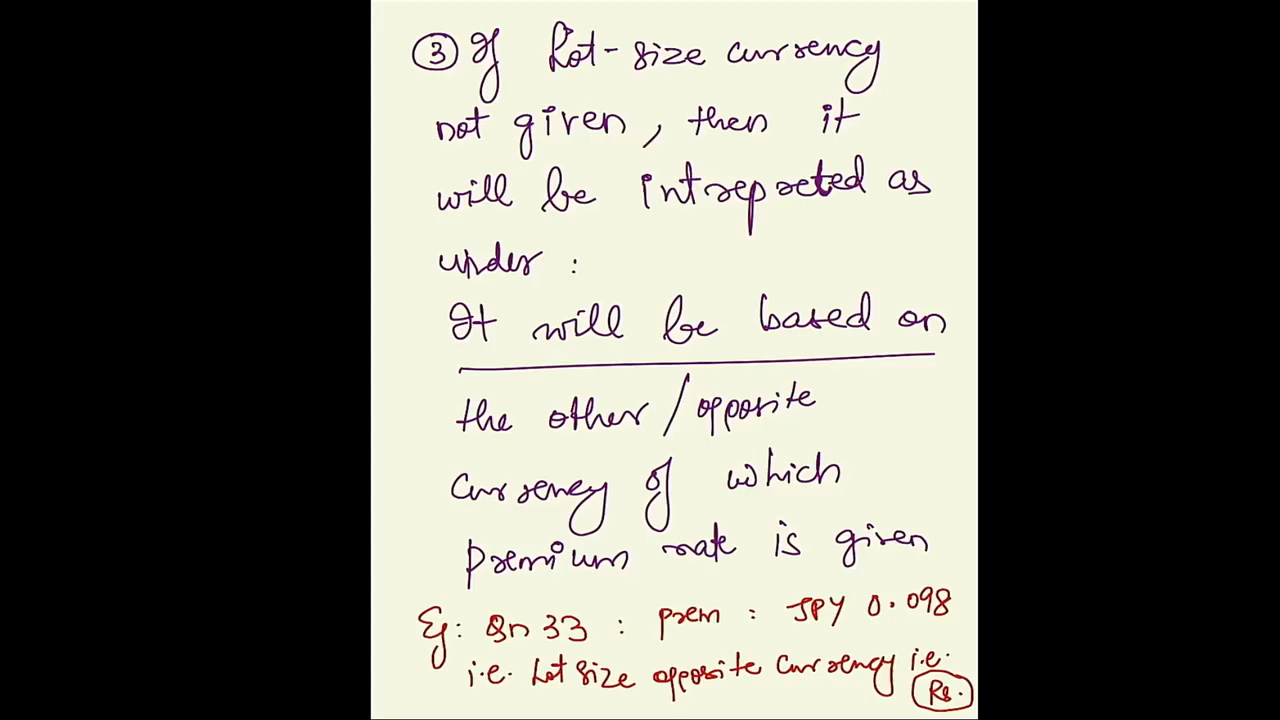 ③ If Lot-size currency
not given, then it
will be intrepreted as
under :
It will be based on
the other/opposite
currency of which
premium rate is given
Eg: Qn 33 : prem : JPY 0.098
i.e. Lot size opposite currency i.e.
Rs.